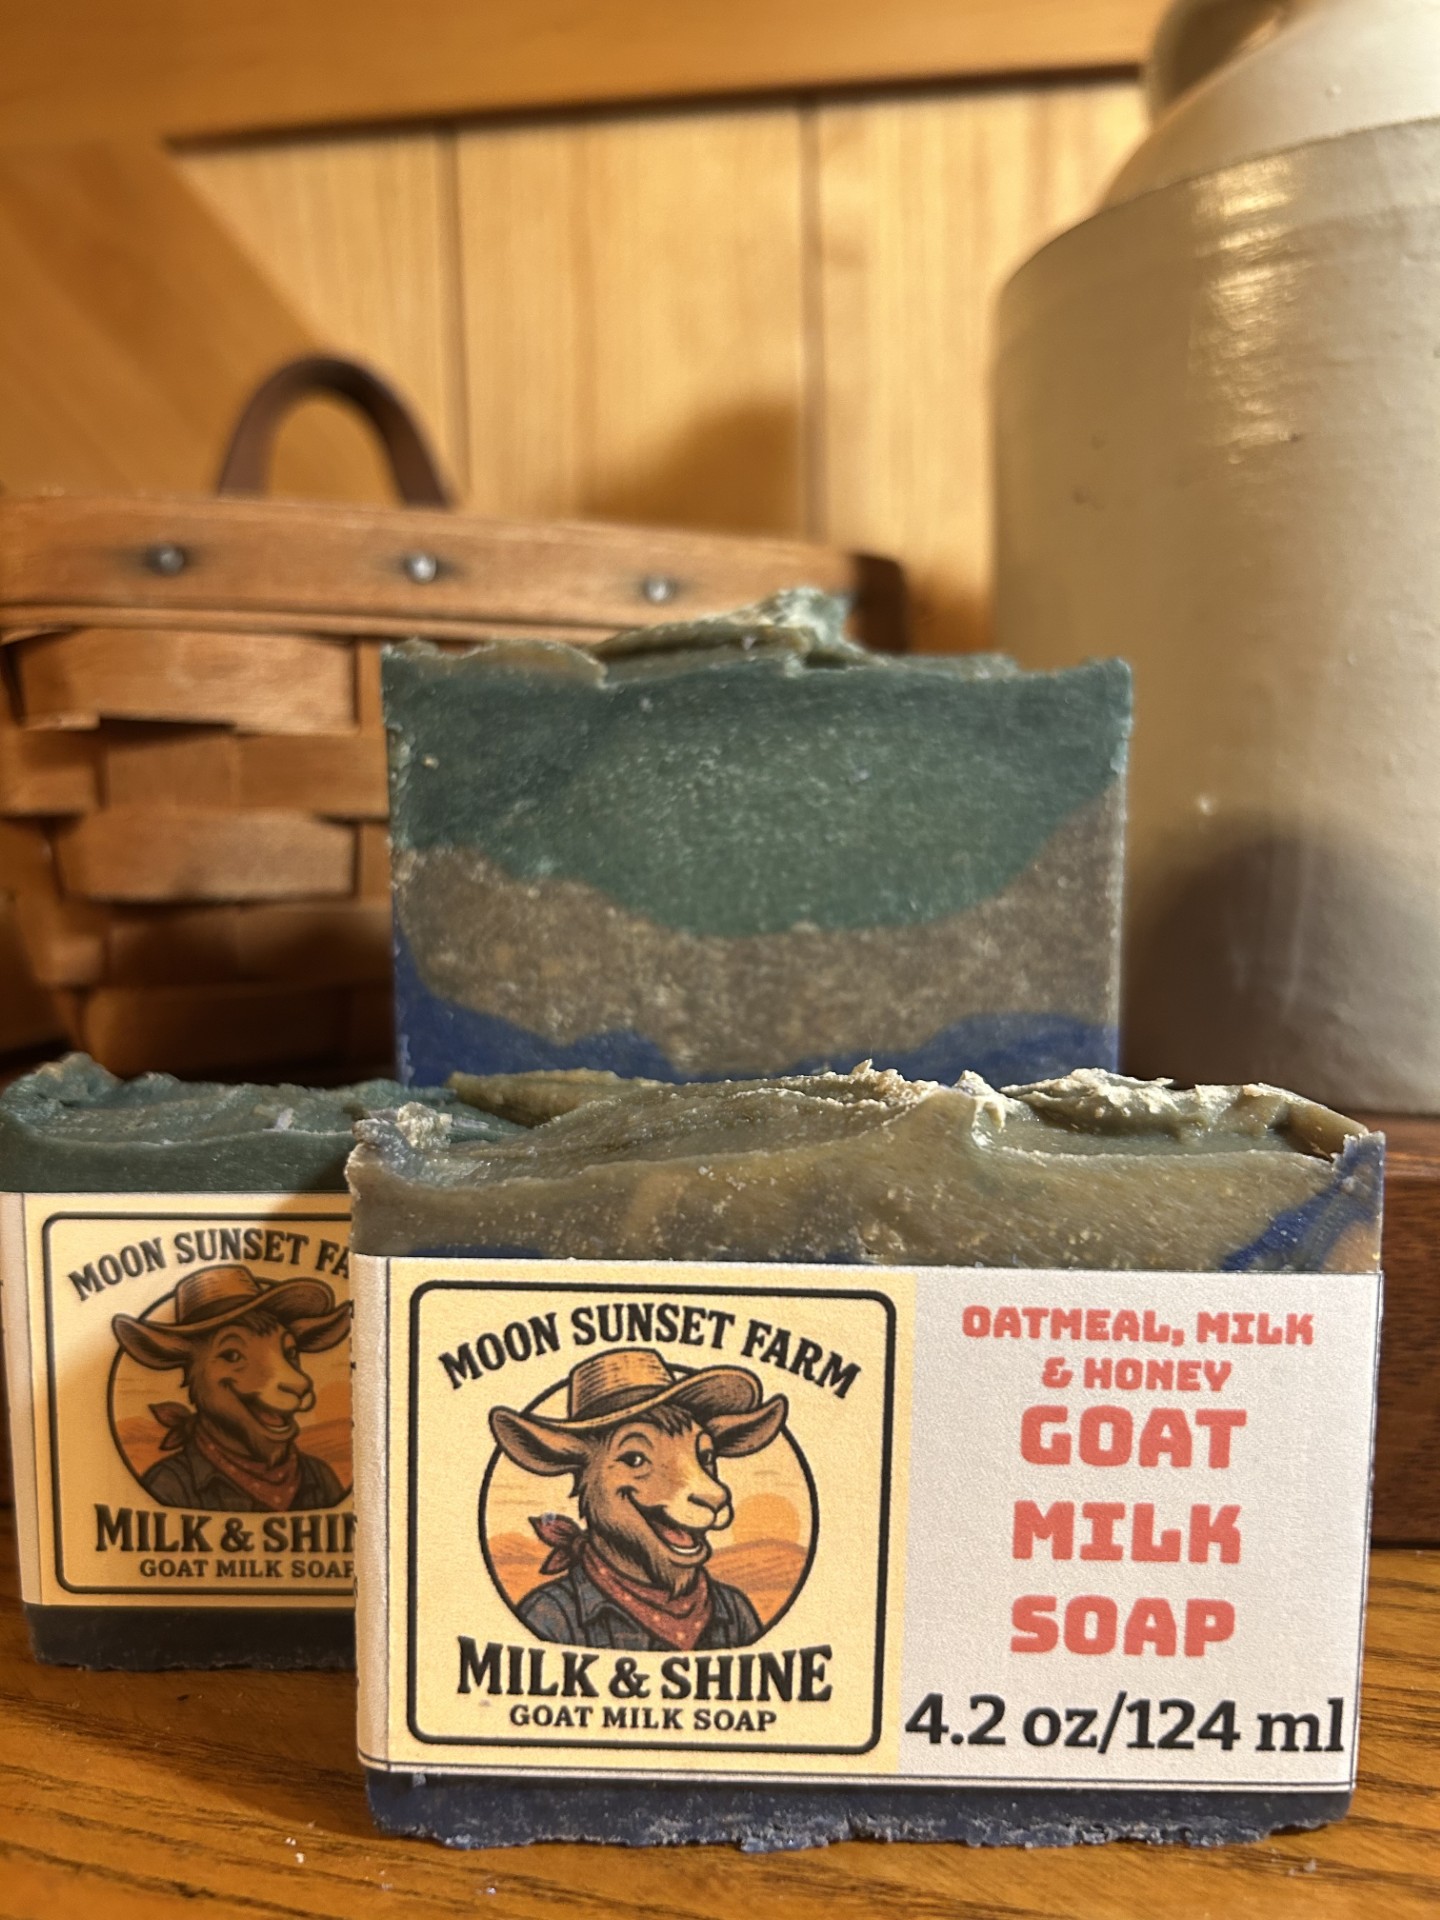 MOON SUNSET FARM
MILK & SHINE
GOAT MILK SOAP
OATMEAL, MILK
& HONEY
GOAT
MILK
SOAP
4.2 oz/124 ml
MOON SUNSET FA
MILK & SHIN
GOAT MILK SOAP